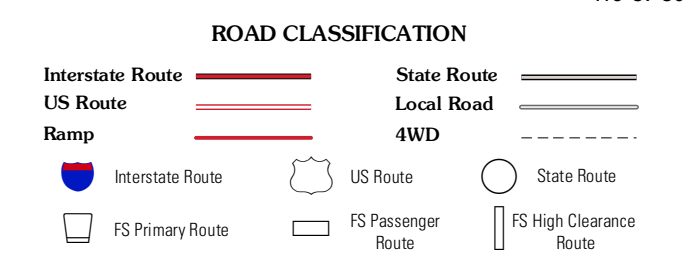 ROAD CLASSIFICATION
Interstate Route
State Route
US Route
Local Road
Ramp
4WD
Interstate Route
US Route
State Route
FS Primary Route
FS Passenger
Route
FS High Clearance
Route